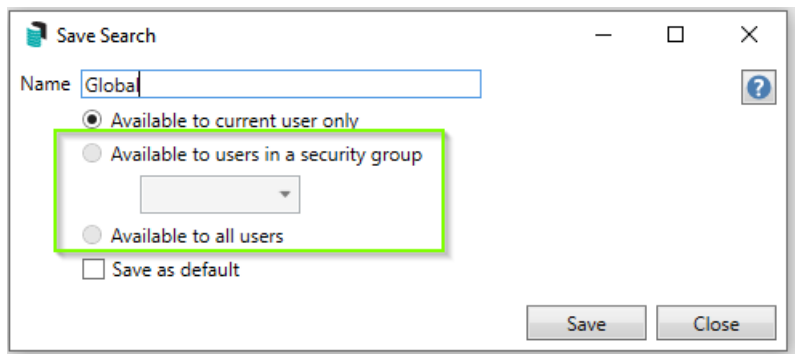 Save Search
Name Global
Available to current user only
Available to users in a security group
Available to all users
Save as default
Save Close